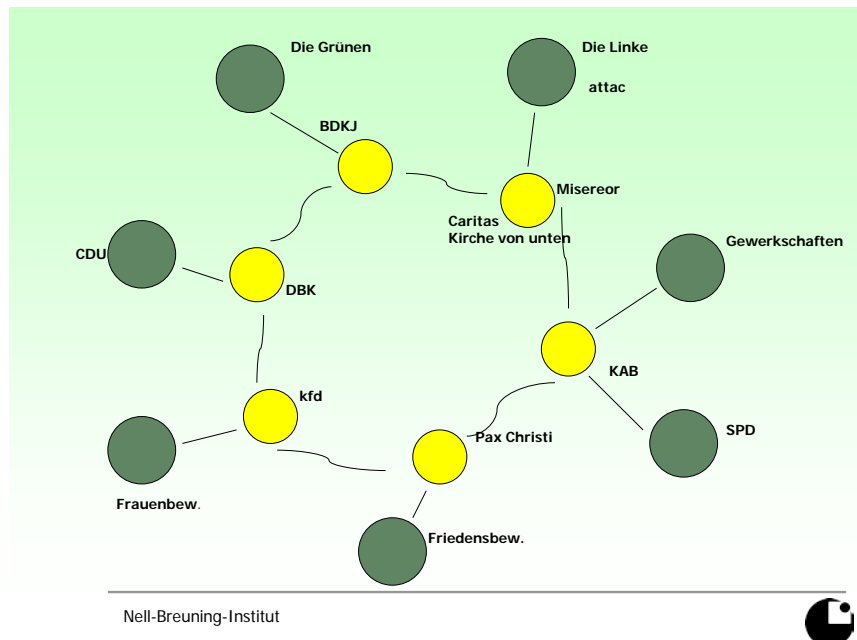 Die Grünen
Die Linke
attac
BDKJ
Misereor
Caritas
Kirche von unten
Gewerkschaften
CDU
DBK
KAB
kfd
SPD
Pax Christi
Frauenbew.
Friedensbew.
Nell-Breuning-Institut